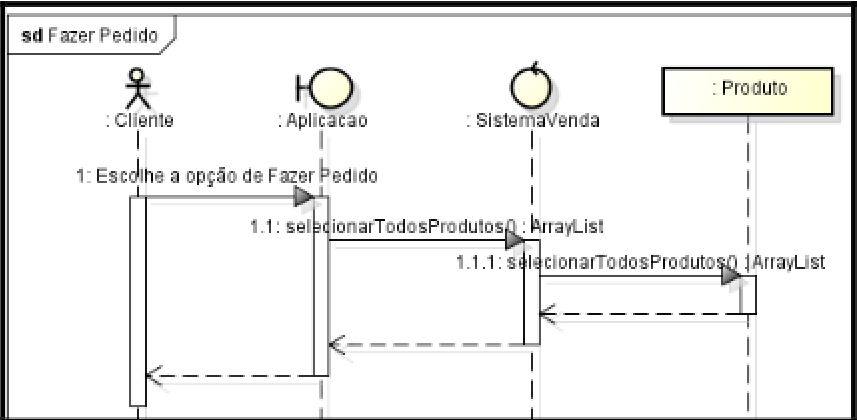 sd Fazer Pedido
: Cliente
: Aplicacao
: SistemaVenda
: Produto
1: Escolhe a opção de Fazer Pedido
1.1: selecionarTodosProdutos() : ArrayList
1.1.1: selecionarTodosProdutos() : ArrayList